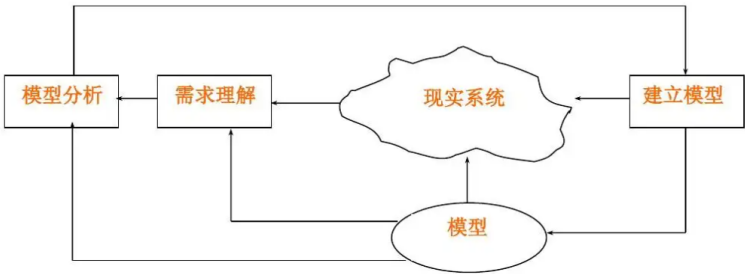 模型分析
需求理解
现实系统
建立模型
模型